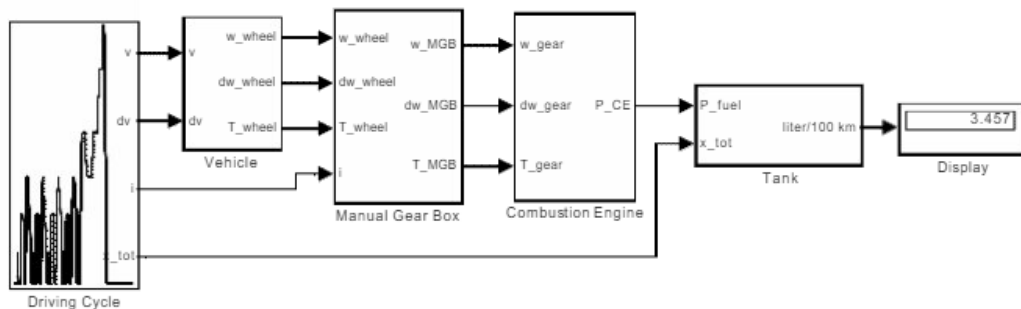 v
dv
i
x_tot
Driving Cycle
v
dv
w_wheel
dw_wheel
T_wheel
Vehicle
w_wheel
dw_wheel
T_wheel
i
w_MGB
dw_MGB
T_MGB
Manual Gear Box
w_gear
dw_gear
T_gear
P_CE
Combustion Engine
P_fuel
x_tot
liter/100 km
Tank
3.457
Display